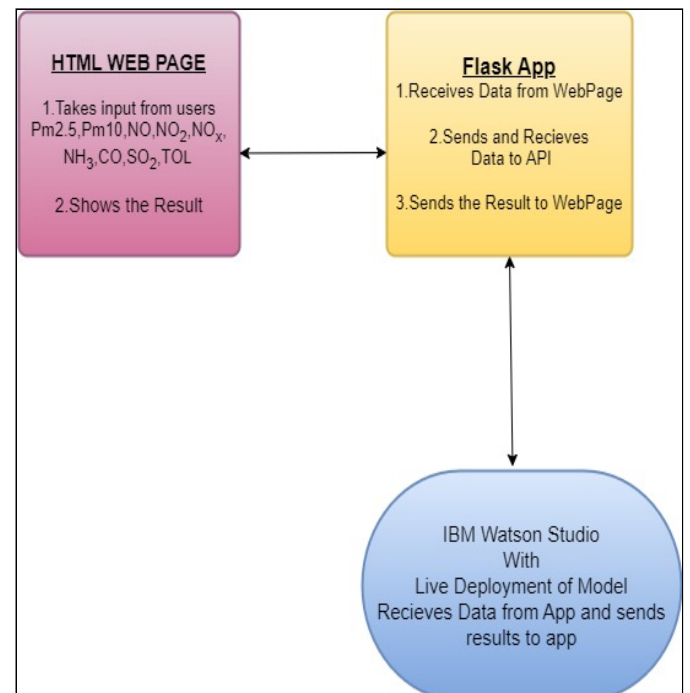 HTML WEB PAGE
1.Takes input from users
Pm2.5,Pm10,NO,NO₂,NOₓ,
NH₃,CO,SO₂,TOL
2.Shows the Result
Flask App
1.Receives Data from WebPage
2.Sends and Recieves
Data to API
3.Sends the Result to WebPage
IBM Watson Studio
With
Live Deployment of Model
Recieves Data from App and sends
results to app